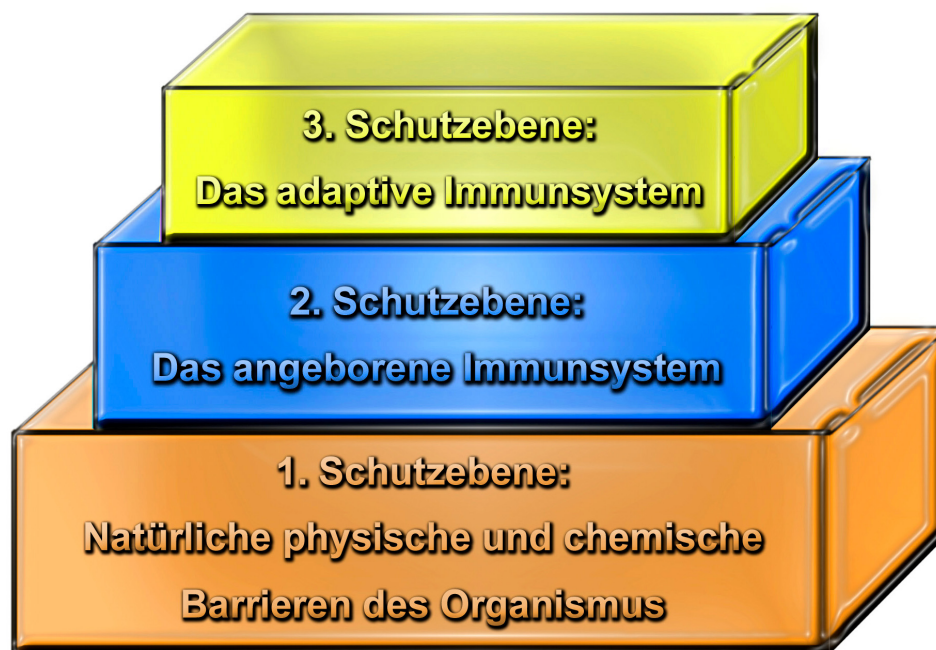 3. Schutzebene:
Das adaptive Immunsystem
2. Schutzebene:
Das angeborene Immunsystem
1. Schutzebene:
Natürliche physische und chemische
Barrieren des Organismus